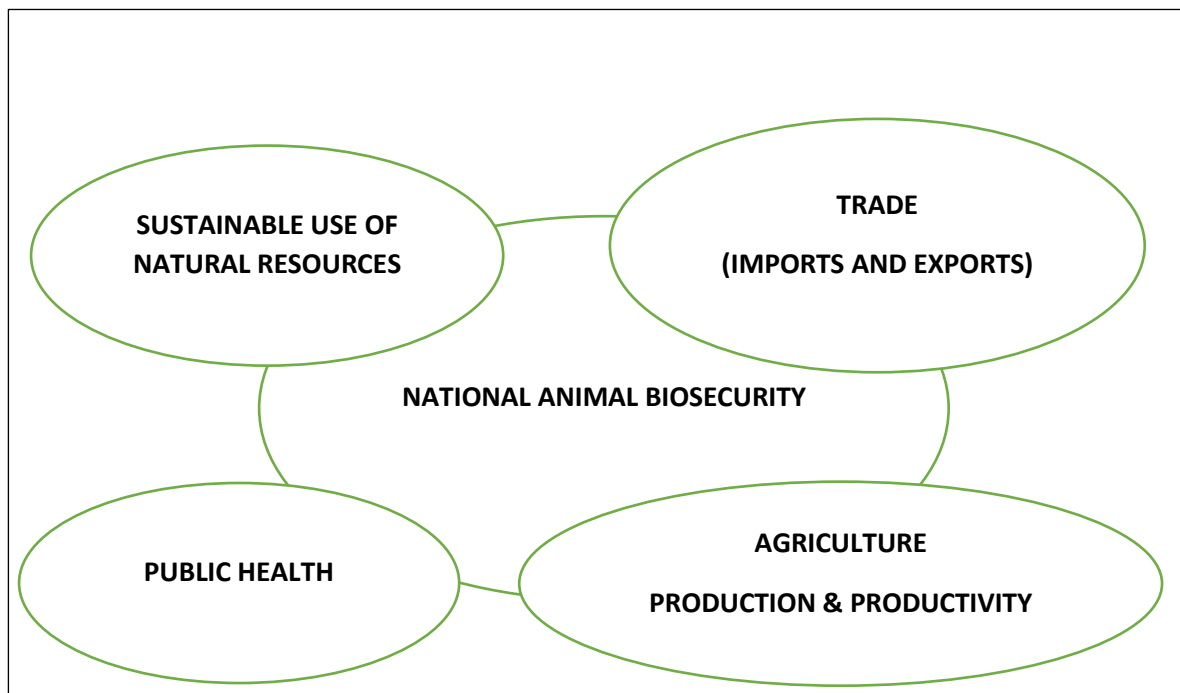 SUSTAINABLE USE OF
NATURAL RESOURCES
TRADE
(IMPORTS AND EXPORTS)
NATIONAL ANIMAL BIOSECURITY
PUBLIC HEALTH
AGRICULTURE
PRODUCTION & PRODUCTIVITY